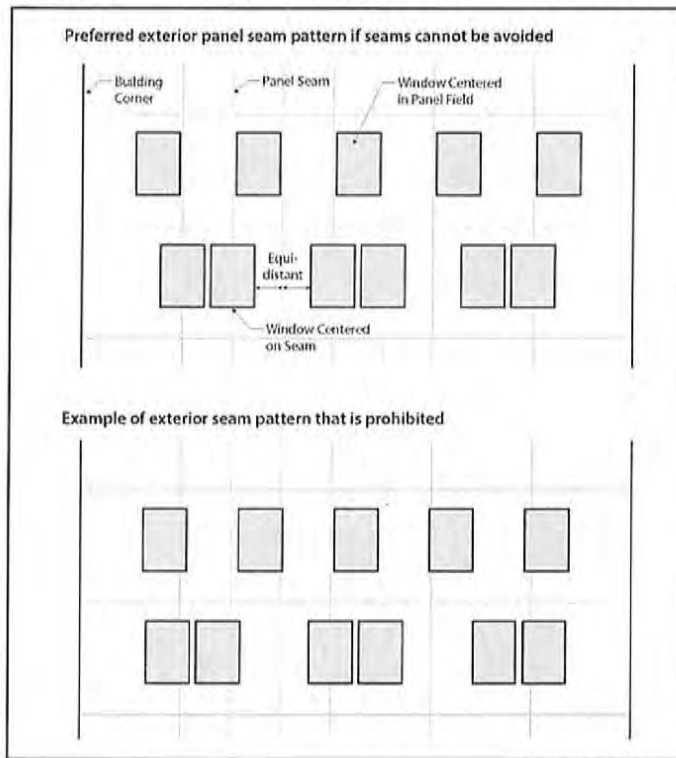 Preferred exterior panel seam pattern if seams cannot be avoided
Building
Corner
Panel Seam
Window Centered
in Panel Field
Equi-
distant
Window Centered
on Seam
Example of exterior seam pattern that is prohibited